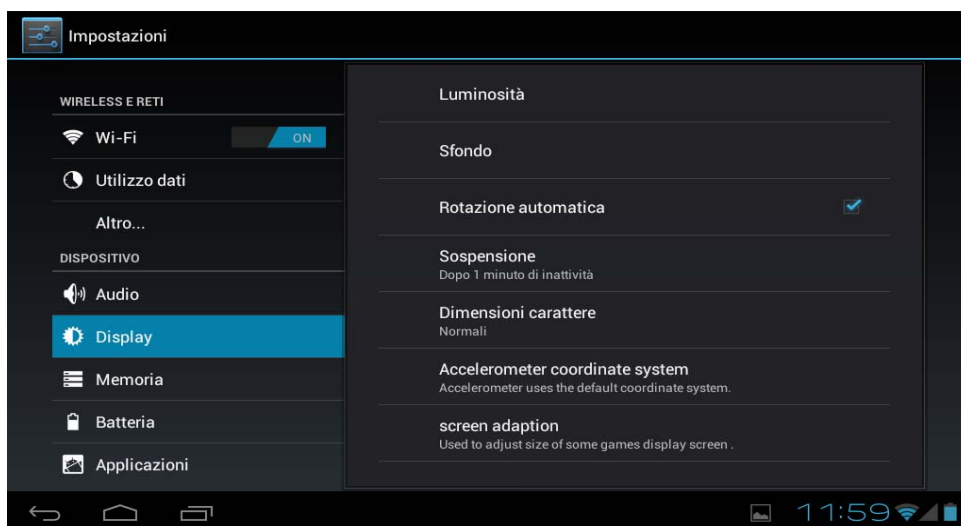 Impostazioni
WIRELESS E RETI
Wi-Fi ON
Utilizzo dati
Altro...
DISPOSITIVO
Audio
Display
Memoria
Batteria
Applicazioni
Luminosità
Sfondo
Rotazione automatica
Sospensione
Dopo 1 minuto di inattività
Dimensioni carattere
Normali
Accelerometer coordinate system
Accelerometer uses the default coordinate system.
screen adaption
Used to adjust size of some games display screen .
11:59